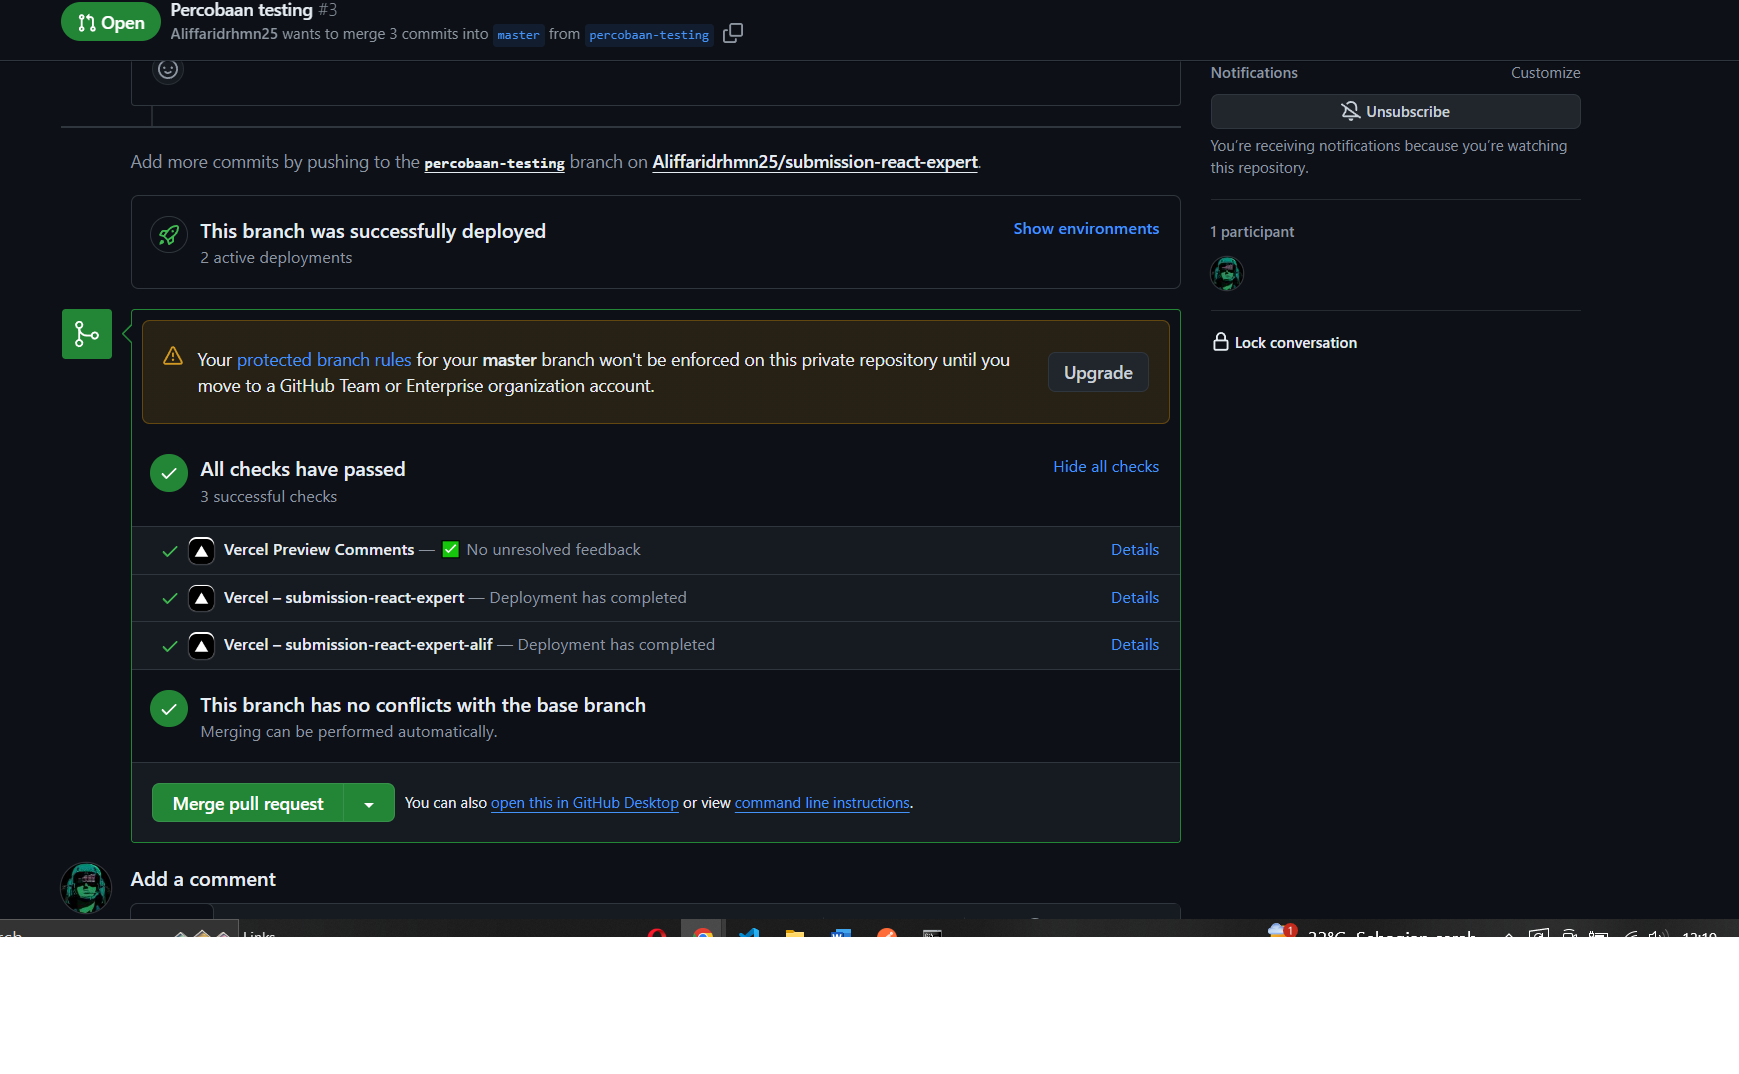 Open
Percobaan testing #3
Aliffaridrhmn25 wants to merge 3 commits into master from percobaan-testing
Add more commits by pushing to the percobaan-testing branch on Aliffaridrhmn25/submission-react-expert.
This branch was successfully deployed
2 active deployments
Show environments
Your protected branch rules for your master branch won't be enforced on this private repository until you
move to a GitHub Team or Enterprise organization account.
Upgrade
All checks have passed
3 successful checks
Hide all checks
Vercel Preview Comments — ✅ No unresolved feedback
Details
Vercel – submission-react-expert — Deployment has completed
Details
Vercel – submission-react-expert-alif — Deployment has completed
Details
This branch has no conflicts with the base branch
Merging can be performed automatically.
Merge pull request
You can also open this in GitHub Desktop or view command line instructions.
Add a comment
Notifications
Customize
Unsubscribe
You're receiving notifications because you're watching
this repository.
1 participant
Lock conversation
Links
1